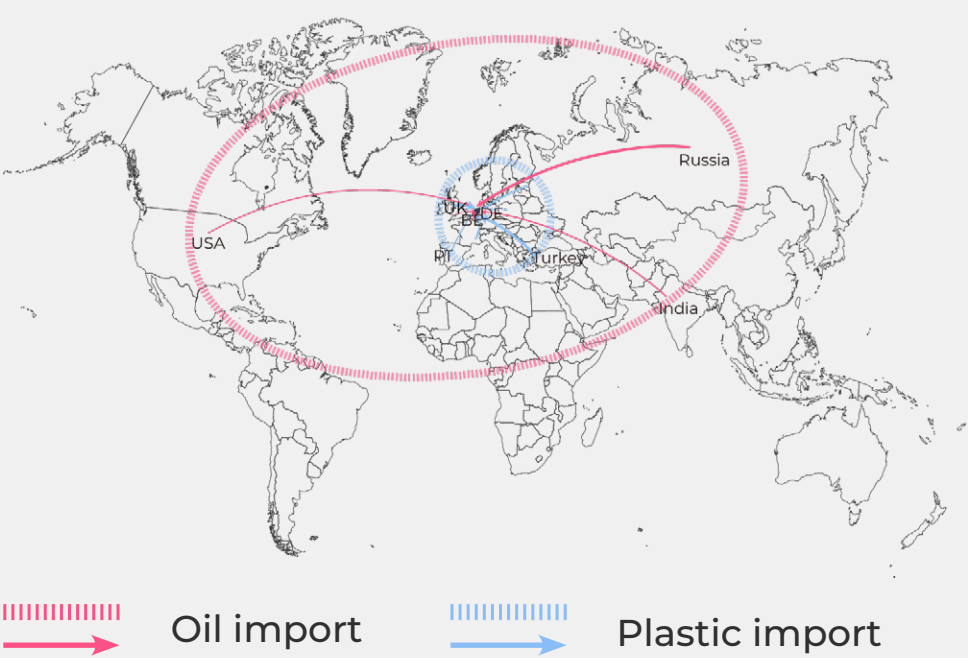 Russia
UK
DE
BE
USA
PT
Turkey
India
Oil import
Plastic import